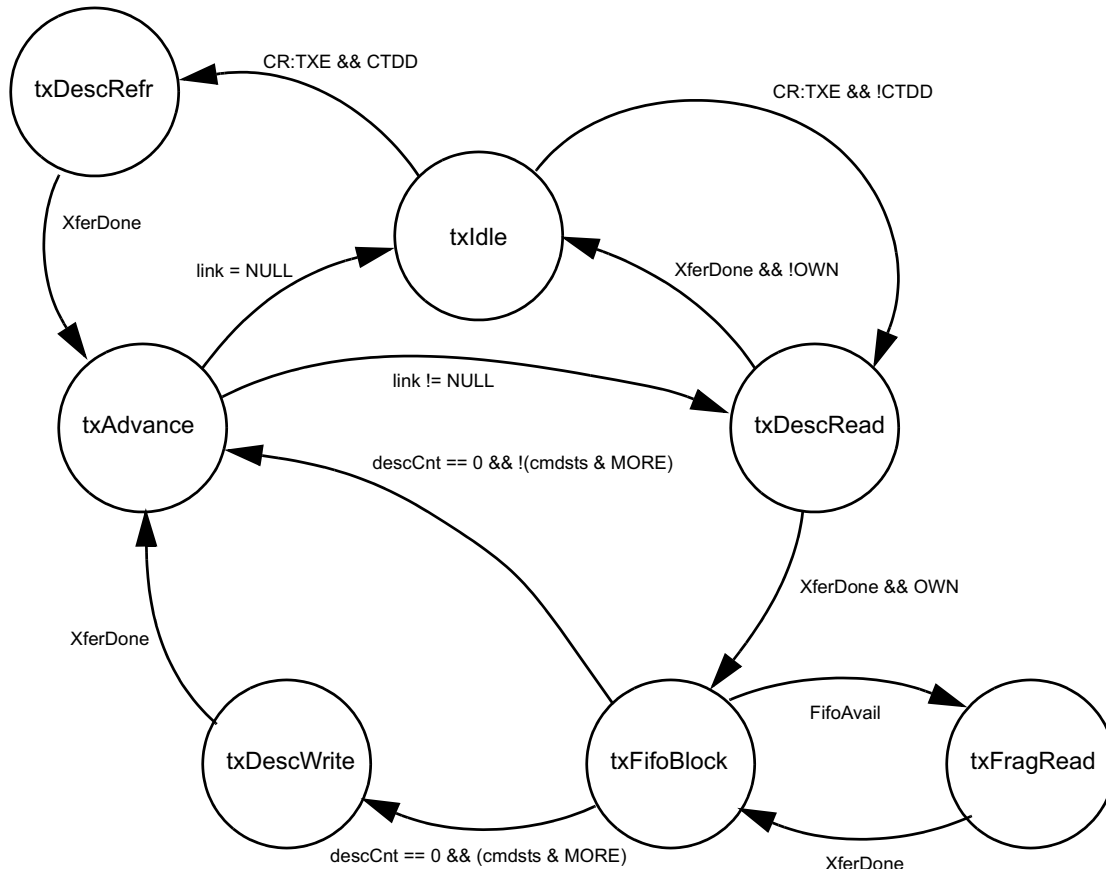 CR:TXE && CTDD
txDescRefr
CR:TXE && !CTDD
XferDone
txIdle
link = NULL
XferDone && !OWN
link != NULL
txAdvance
txDescRead
descCnt == 0 && !(cmdsts & MORE)
XferDone && OWN
XferDone
FifoAvail
txDescWrite
txFifoBlock
txFragRead
descCnt == 0 && (cmdsts & MORE)
XferDone